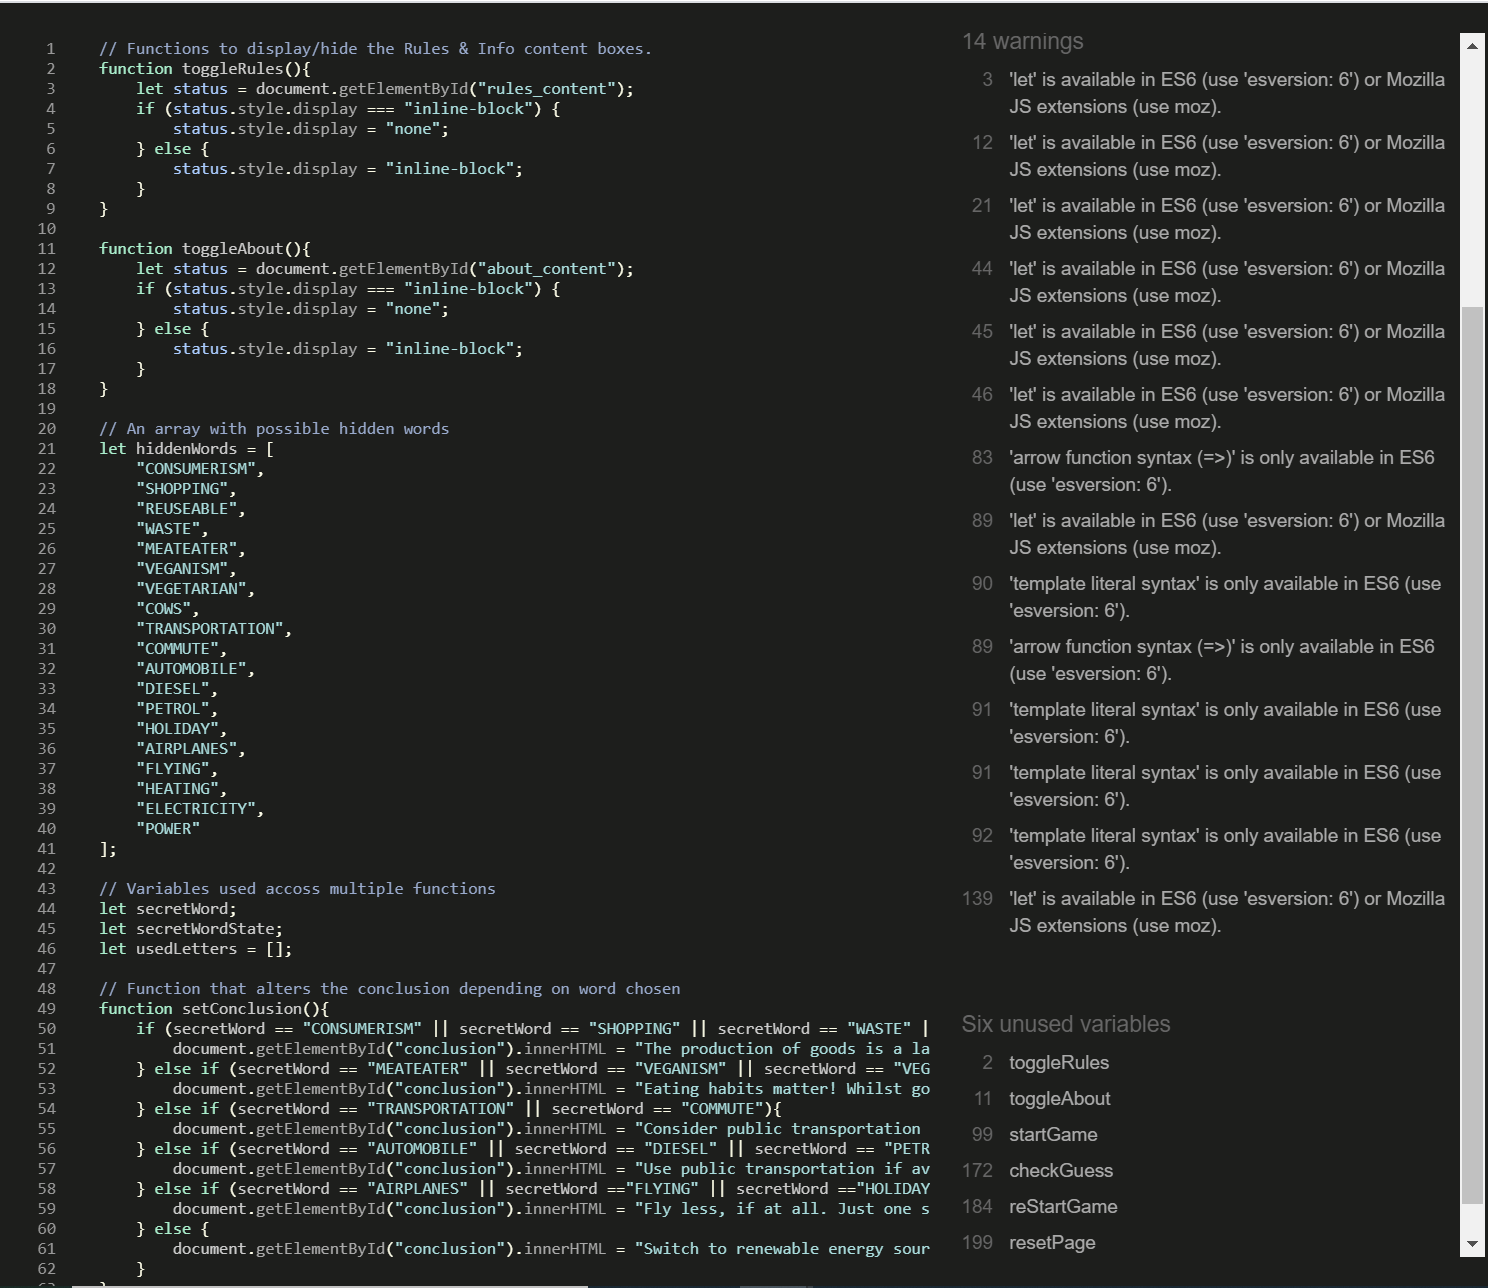 1 // Functions to display/hide the Rules & Info content boxes.
2 function toggleRules(){
3 let status = document.getElementById("rules_content");
4 if (status.style.display === "inline-block") {
5 status.style.display = "none";
6 } else {
7 status.style.display = "inline-block";
8 }
9 }
10
11 function toggleAbout(){
12 let status = document.getElementById("about_content");
13 if (status.style.display === "inline-block") {
14 status.style.display = "none";
15 } else {
16 status.style.display = "inline-block";
17 }
18 }
19
20 // An array with possible hidden words
21 let hiddenWords = [
22 "CONSUMERISM",
23 "SHOPPING",
24 "REUSEABLE",
25 "WASTE",
26 "MEATEATER",
27 "VEGANISM",
28 "VEGETARIAN",
29 "COWS",
30 "TRANSPORTATION",
31 "COMMUTE",
32 "AUTOMOBILE",
33 "DIESEL",
34 "PETROL",
35 "HOLIDAY",
36 "AIRPLANES",
37 "FLYING",
38 "HEATING",
39 "ELECTRICITY",
40 "POWER"
41 ];
42
43 // Variables used accoss multiple functions
44 let secretWord;
45 let secretWordState;
46 let usedLetters = [];
47
48 // Function that alters the conclusion depending on word chosen
49 function setConclusion(){
50 if (secretWord == "CONSUMERISM" || secretWord == "SHOPPING" || secretWord == "WASTE" |
51 document.getElementById("conclusion").innerHTML = "The production of goods is a la
52 } else if (secretWord == "MEATEATER" || secretWord == "VEGANISM" || secretWord == "VEG
53 document.getElementById("conclusion").innerHTML = "Eating habits matter! Whilst go
54 } else if (secretWord == "TRANSPORTATION" || secretWord == "COMMUTE"){
55 document.getElementById("conclusion").innerHTML = "Consider public transportation
56 } else if (secretWord == "AUTOMOBILE" || secretWord == "DIESEL" || secretWord == "PETR
57 document.getElementById("conclusion").innerHTML = "Use public transportation if av
58 } else if (secretWord == "AIRPLANES" || secretWord =="FLYING" || secretWord =="HOLIDAY
59 document.getElementById("conclusion").innerHTML = "Fly less, if at all. Just one s
60 } else {
61 document.getElementById("conclusion").innerHTML = "Switch to renewable energy sour
62 }
14 warnings
3 'let' is available in ES6 (use 'esversion: 6') or Mozilla
JS extensions (use moz).
12 'let' is available in ES6 (use 'esversion: 6') or Mozilla
JS extensions (use moz).
21 'let' is available in ES6 (use 'esversion: 6') or Mozilla
JS extensions (use moz).
44 'let' is available in ES6 (use 'esversion: 6') or Mozilla
JS extensions (use moz).
45 'let' is available in ES6 (use 'esversion: 6') or Mozilla
JS extensions (use moz).
46 'let' is available in ES6 (use 'esversion: 6') or Mozilla
JS extensions (use moz).
83 'arrow function syntax (=>)' is only available in ES6
(use 'esversion: 6').
89 'let' is available in ES6 (use 'esversion: 6') or Mozilla
JS extensions (use moz).
90 'template literal syntax' is only available in ES6 (use
'esversion: 6').
89 'arrow function syntax (=>)' is only available in ES6
(use 'esversion: 6').
91 'template literal syntax' is only available in ES6 (use
'esversion: 6').
91 'template literal syntax' is only available in ES6 (use
'esversion: 6').
92 'template literal syntax' is only available in ES6 (use
'esversion: 6').
139 'let' is available in ES6 (use 'esversion: 6') or Mozilla
JS extensions (use moz).
Six unused variables
2 toggleRules
11 toggleAbout
99 startGame
172 checkGuess
184 reStartGame
199 resetPage